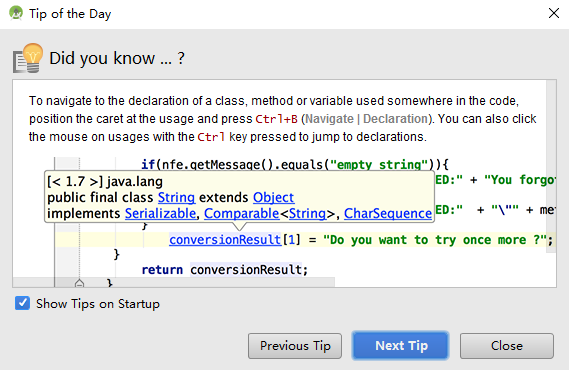 Tip of the Day
Did you know ... ?
To navigate to the declaration of a class, method or variable used somewhere in the code,
position the caret at the usage and press Ctrl+B (Navigate | Declaration). You can also click
the mouse on usages with the Ctrl key pressed to jump to declarations.
if(nfe.getMessage().equals("empty string")){
[< 1.7 >] java.lang
ED:" + "You forgo
public final class String extends Object
implements Serializable, Comparable<String>, CharSequence
ED:" + "\"" + me
}
conversionResult[1] = "Do you want to try once more ?";
}
return conversionResult;
}
Show Tips on Startup
Previous Tip
Next Tip
Close